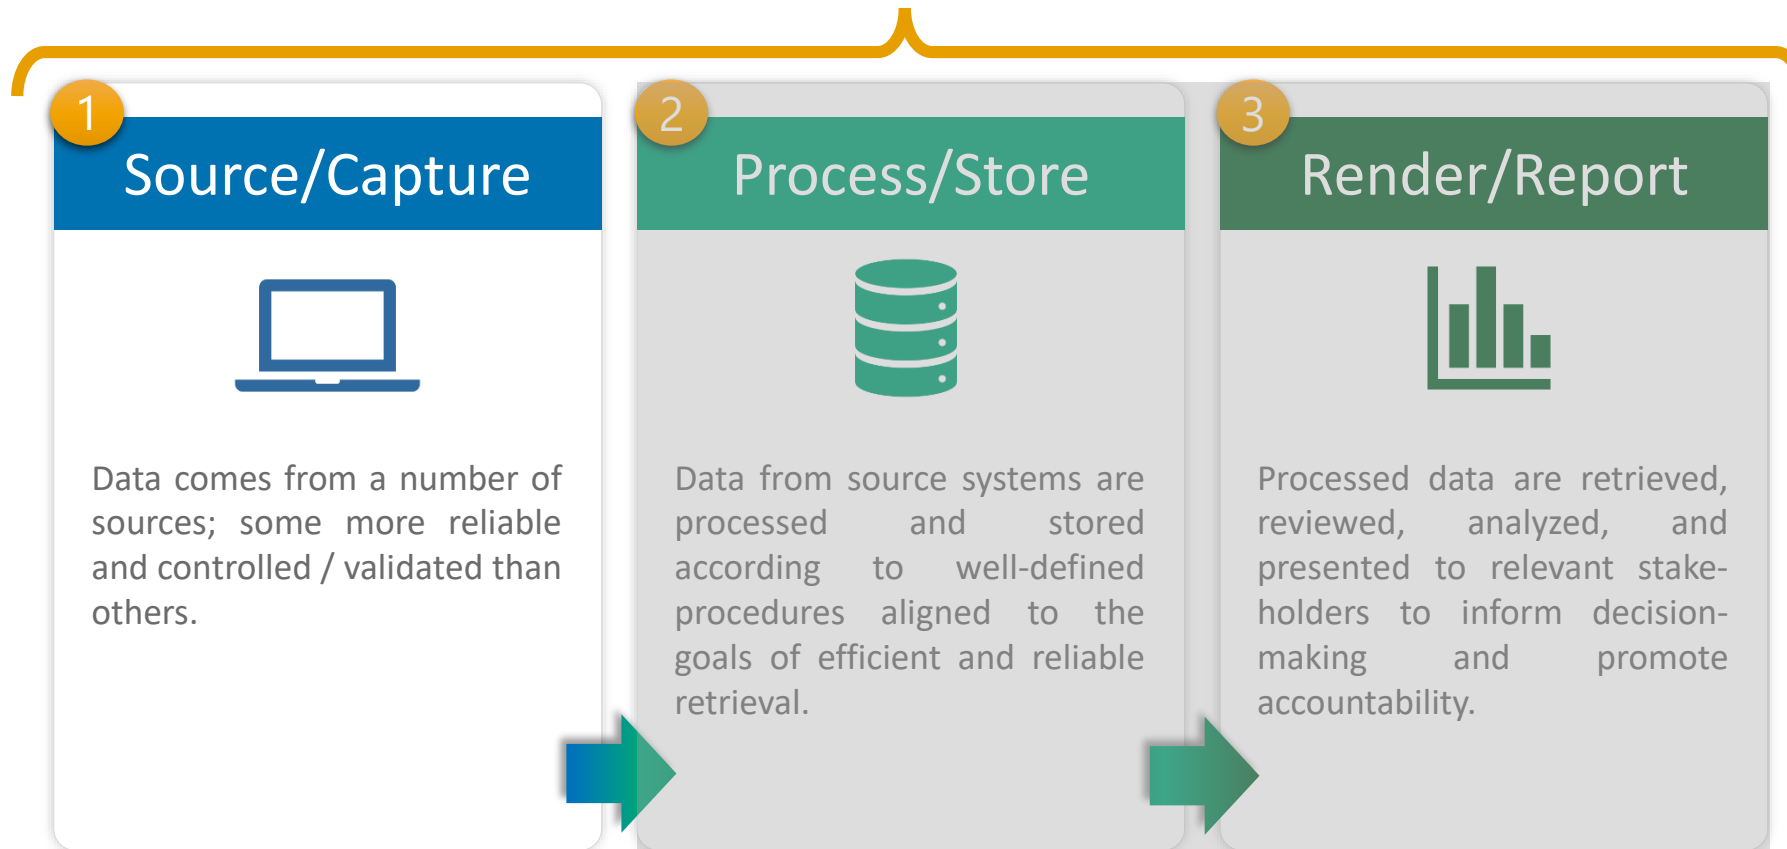 1
Source/Capture
Data comes from a number of
sources; some more reliable
and controlled / validated than
others.
2
Process/Store
Data from source systems are
processed and stored
according to well-defined
procedures aligned to the
goals of efficient and reliable
retrieval.
3
Render/Report
Processed data are retrieved,
reviewed, analyzed, and
presented to relevant stake-
holders to inform decision-
making and promote
accountability.